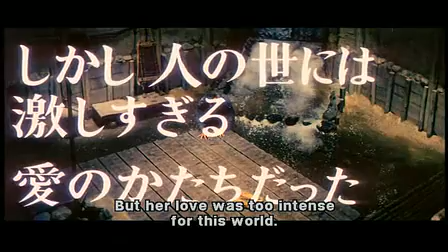 しかし人の世には
激しすぎる
愛のかたちだった
But her love was too intense
for this world.